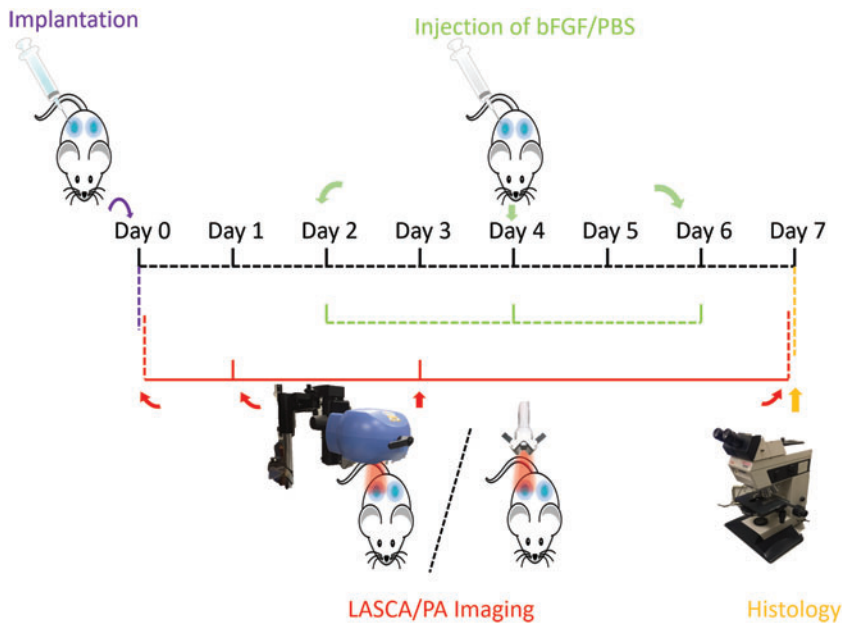 Implantation
Injection of bFGF/PBS
Day 0 Day 1 Day 2 Day 3 Day 4 Day 5 Day 6 Day 7
LASCA/PA Imaging
Histology